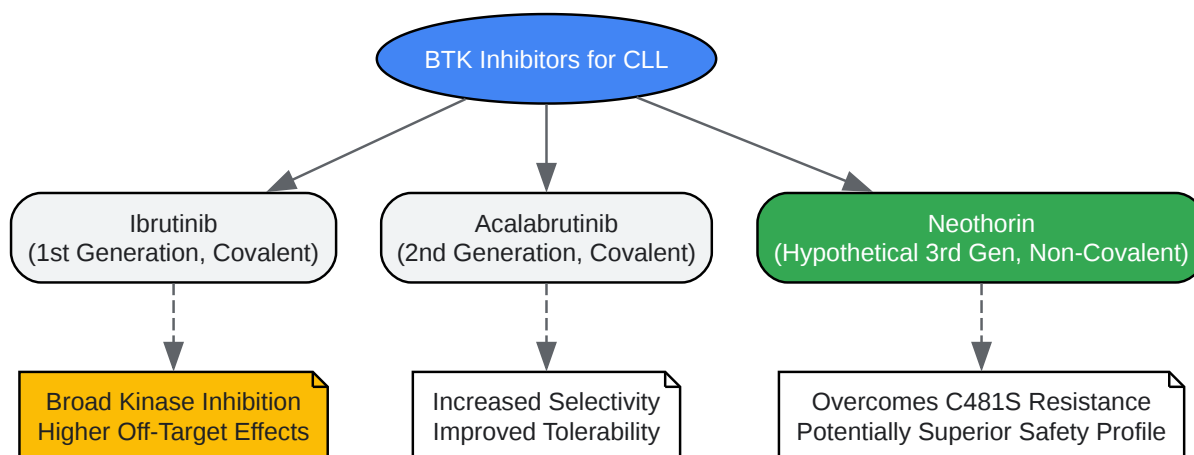 BTK Inhibitors for CLL
Ibrutinib
(1st Generation, Covalent)
Acalabrutinib
(2nd Generation, Covalent)
Neothorin
(Hypothetical 3rd Gen, Non-Covalent)
Broad Kinase Inhibition
Higher Off-Target Effects
Increased Selectivity
Improved Tolerability
Overcomes C481S Resistance
Potentially Superior Safety Profile